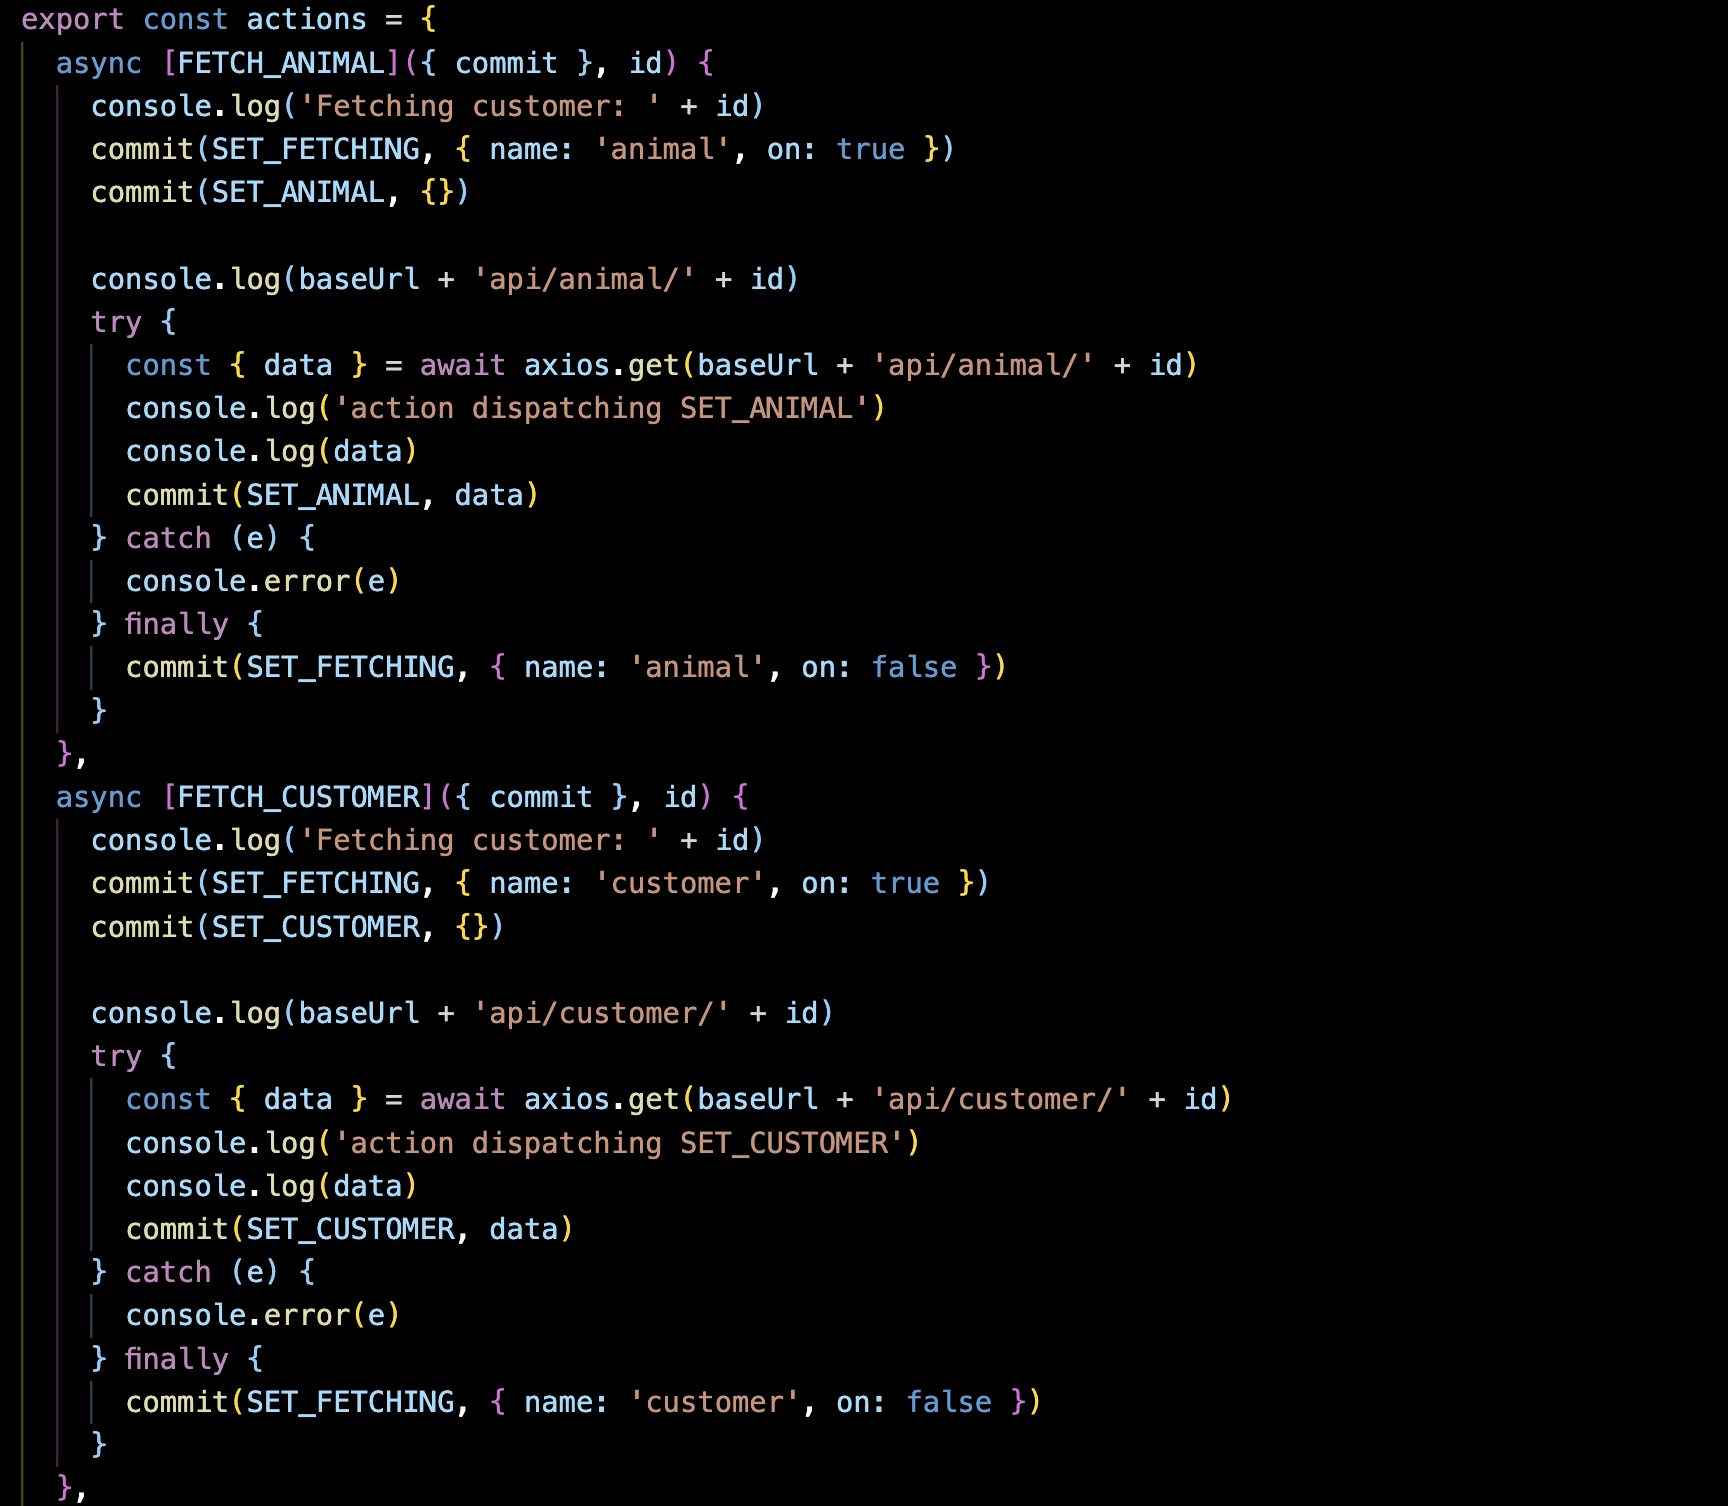 export const actions = {
  async [FETCH_ANIMAL]({ commit }, id) {
    console.log('Fetching customer: ' + id)
    commit(SET_FETCHING, { name: 'animal', on: true })
    commit(SET_ANIMAL, {})

    console.log(baseUrl + 'api/animal/' + id)
    try {
      const { data } = await axios.get(baseUrl + 'api/animal/' + id)
      console.log('action dispatching SET_ANIMAL')
      console.log(data)
      commit(SET_ANIMAL, data)
    } catch (e) {
      console.error(e)
    } finally {
      commit(SET_FETCHING, { name: 'animal', on: false })
    }
  },
  async [FETCH_CUSTOMER]({ commit }, id) {
    console.log('Fetching customer: ' + id)
    commit(SET_FETCHING, { name: 'customer', on: true })
    commit(SET_CUSTOMER, {})

    console.log(baseUrl + 'api/customer/' + id)
    try {
      const { data } = await axios.get(baseUrl + 'api/customer/' + id)
      console.log('action dispatching SET_CUSTOMER')
      console.log(data)
      commit(SET_CUSTOMER, data)
    } catch (e) {
      console.error(e)
    } finally {
      commit(SET_FETCHING, { name: 'customer', on: false })
    }
  },